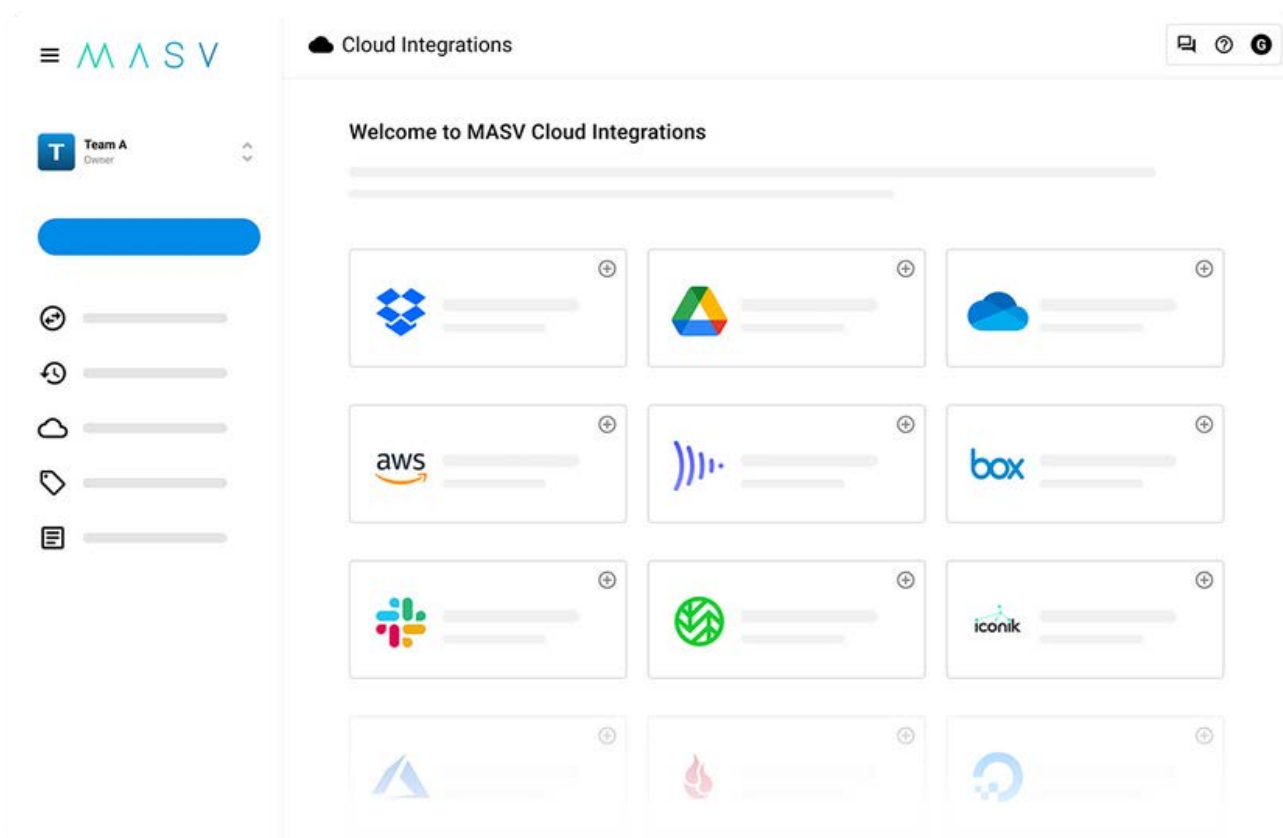 MASV
Cloud Integrations
G
T
Team A
Owner
Welcome to MASV Cloud Integrations
aws
box
iconik